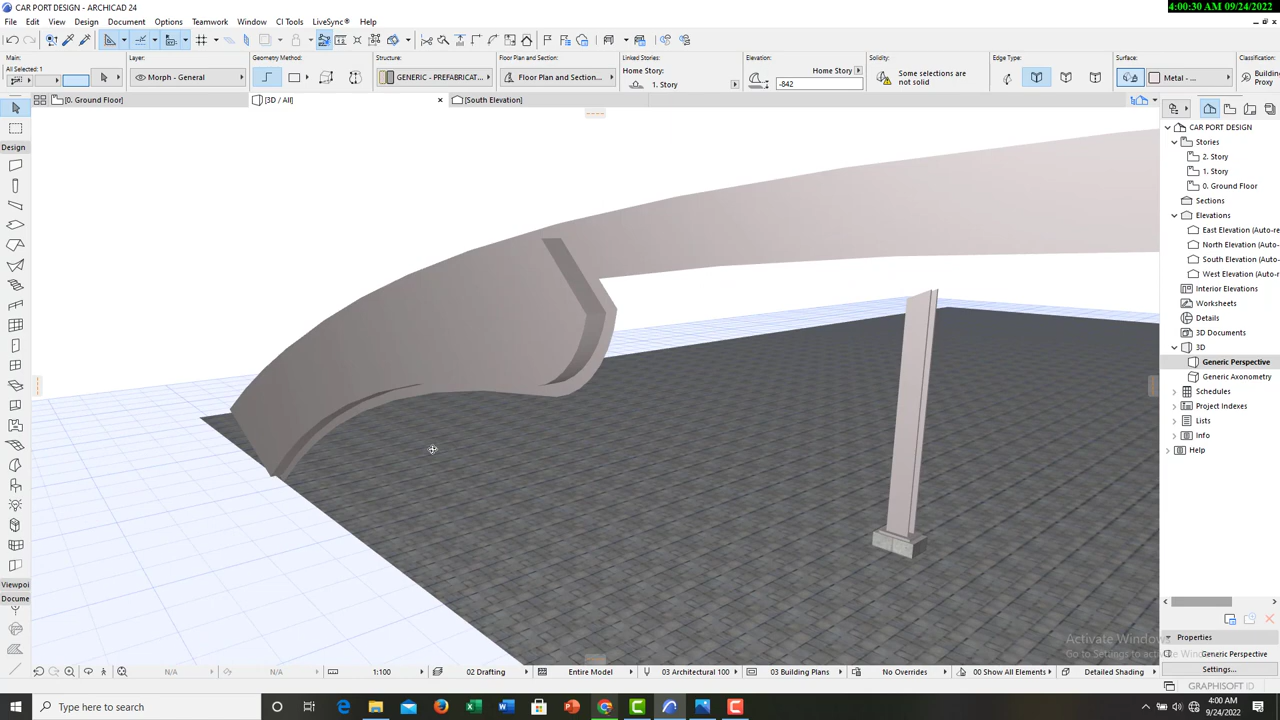 CAR PORT DESIGN - ARCHICAD 24
4:00:30 AM 09/24/2022
File Edit View Design Document Options Teamwork Window CI Tools LiveSync® Help
Main:
All Selected: 1
Layer:
Morph - General
Geometry Method:
Structure:
GENERIC - PREFABRICAT...
Floor Plan and Section:
Floor Plan and Section...
Linked Stories:
Home Story:
1. Story
Elevation:
Home Story
-842
Solidity:
Some selections are
not solid
Edge Type:
Surface:
Metal - ...
Classification:
Building
Proxy
[0. Ground Floor]
[3D / All]
[South Elevation]
Design
Viewpoi
Docume
CAR PORT DESIGN
Stories
2. Story
1. Story
0. Ground Floor
Sections
Elevations
East Elevation (Auto-re
North Elevation (Auto-r
South Elevation (Auto-r
West Elevation (Auto-r
Interior Elevations
Worksheets
Details
3D Documents
3D
Generic Perspective
Generic Axonometry
Schedules
Project Indexes
Lists
Info
Help
Activate Windows
Go to Settings to activate Windows.
Properties
Generic Perspective
Settings...
N/A N/A 1:100 02 Drafting Entire Model 03 Architectural 100 03 Building Plans No Overrides 00 Show All Elements Detailed Shading
GRAPHISOFT ID
Type here to search
4:00 AM
9/24/2022